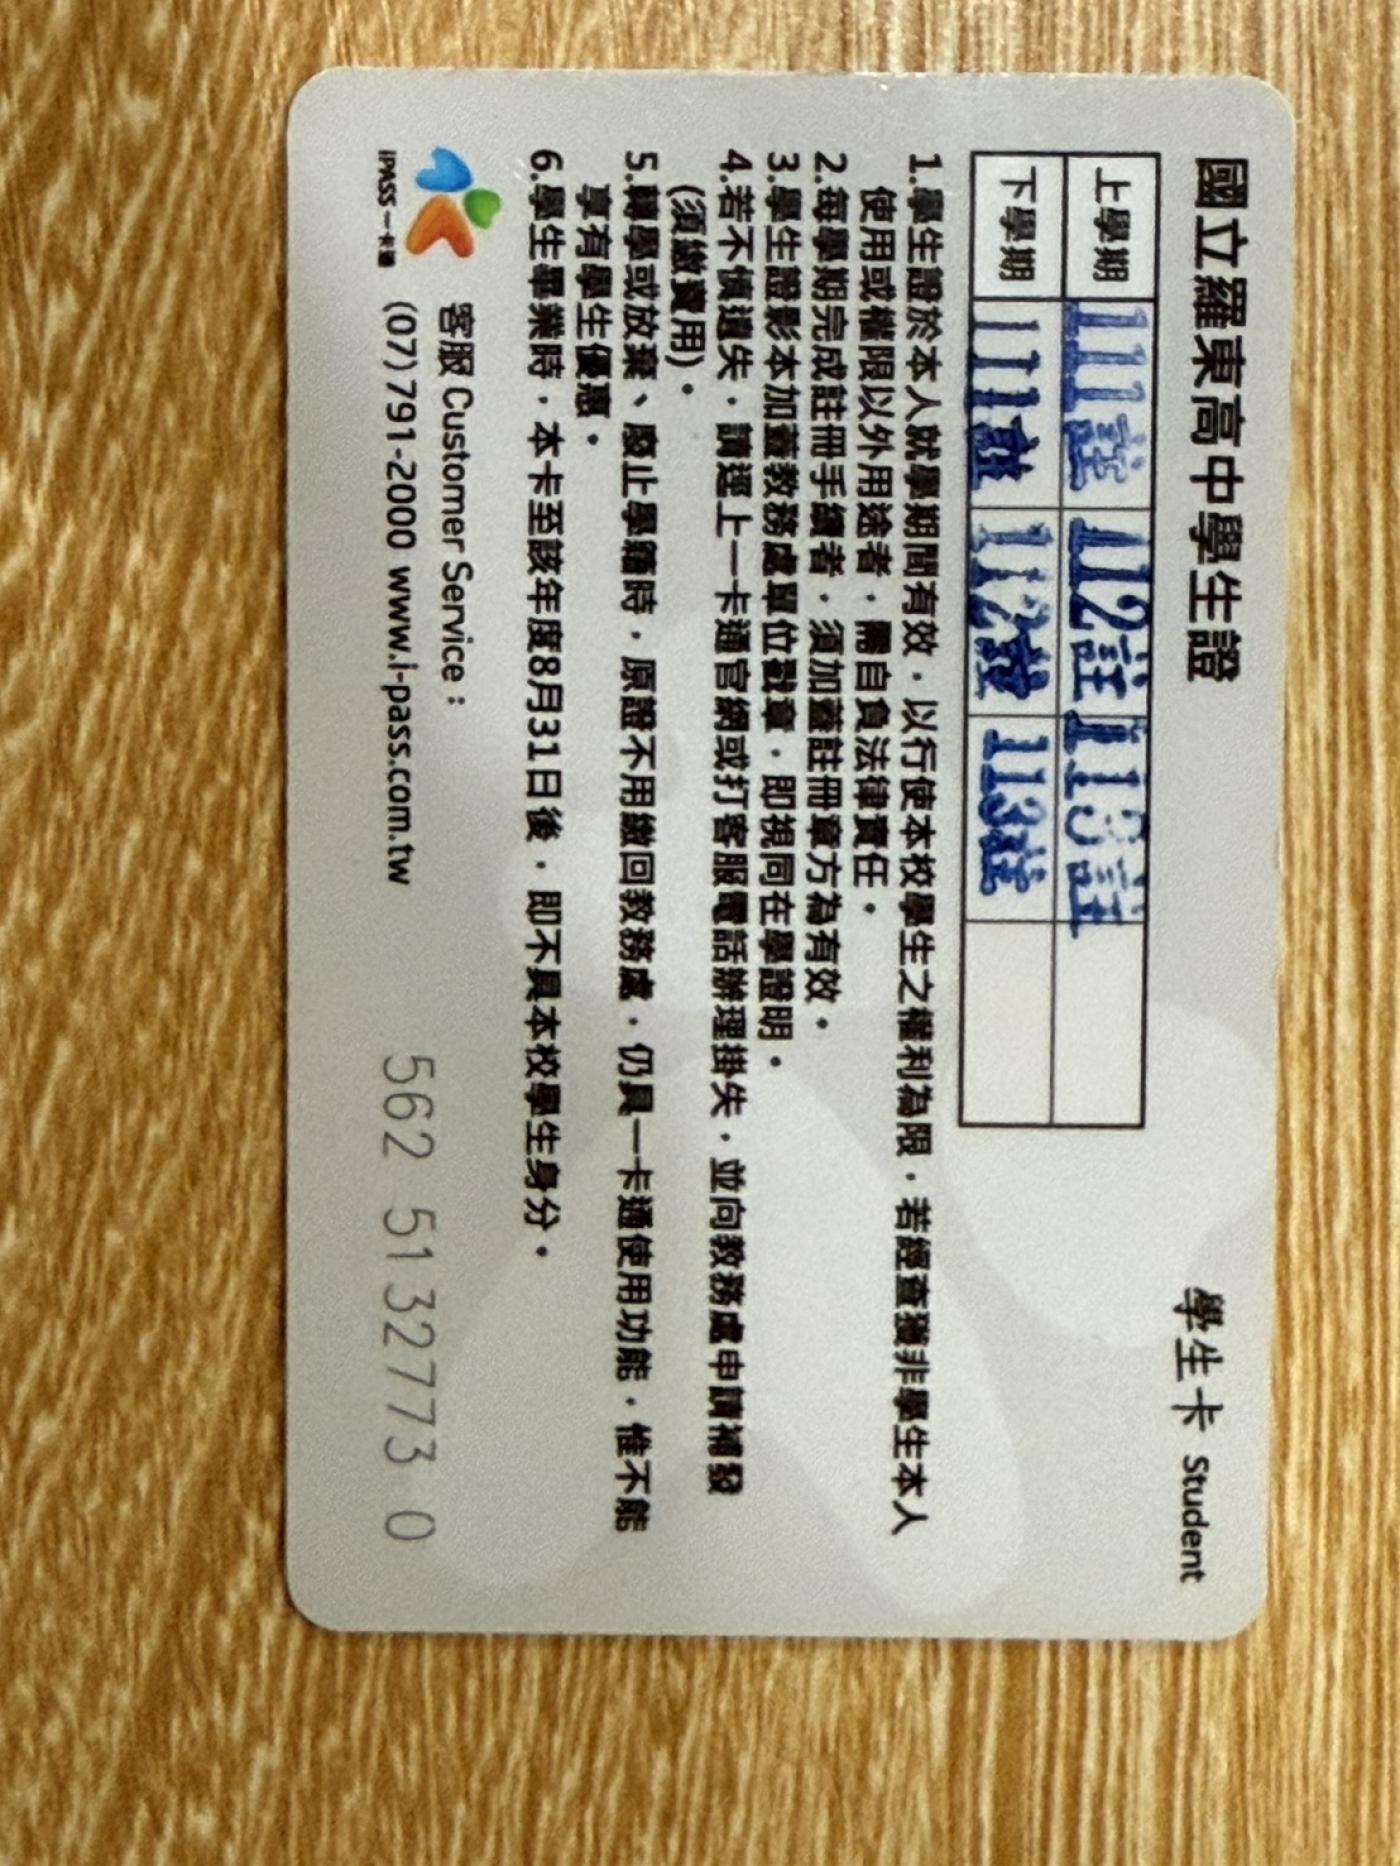 國立羅東高中學生證
學生卡 Student
上學期 111註 112註 113註
下學期 111註 112註 113註
1.學生證於本人就學期間有效，以行使本校學生之權利為限，若經查獲非學生本人
使用或權限以外用途者，需自負法律責任。
2.每學期完成註冊手續者，須加蓋註冊章方為有效。
3.學生證影本加蓋教務處單位戳章，即視同在學證明。
4.若不慎遺失，請逕上一卡通官網或打客服電話辦理掛失，並向教務處申請補發
(須繳費用)。
5.轉學或放棄、廢止學籍時，原證不用繳回教務處，仍具一卡通使用功能，惟不能
享有學生優惠。
6.學生畢業時，本卡至該年度8月31日後，即不具本校學生身分。
iPASS一卡通
客服 Customer Service：
(07)791-2000 www.i-pass.com.tw
562 5132773 0